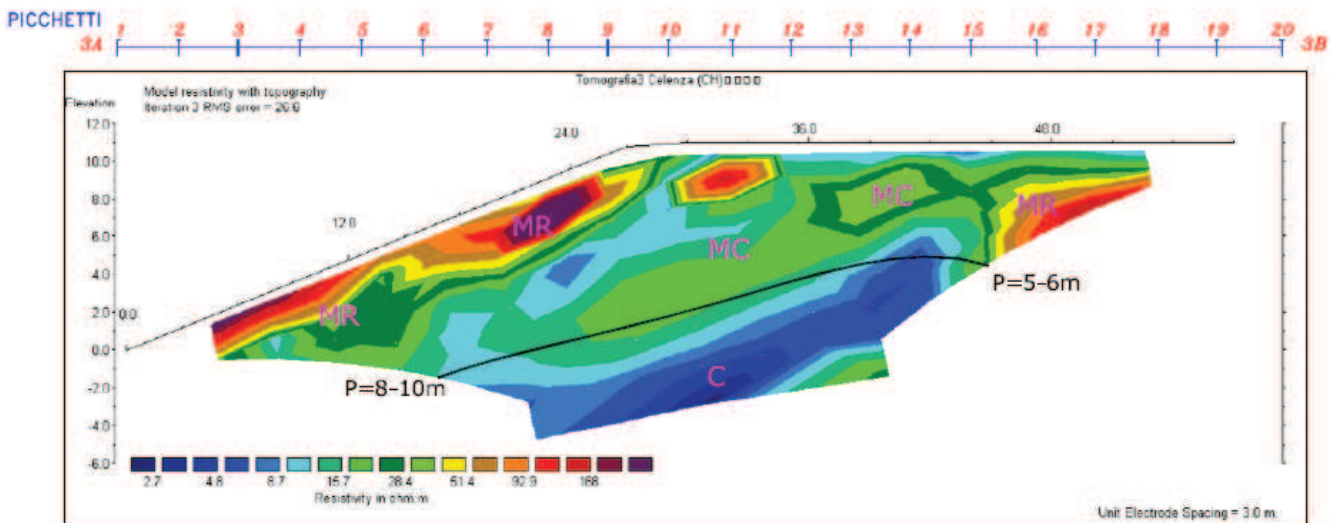 PICCHETTI
3A 1 2 3 4 5 6 7 8 9 10 11 12 13 14 15 16 17 18 19 20 3B
Tomografia3 Celenza (CH)□□□□
Model resistivity with topography
Iteration 3 RMS error = 26.6
Elevation
12.0
10.0
8.0
6.0
4.0
2.0
0.0
-2.0
-4.0
-6.0
0.0 12.0 24.0 36.0 48.0
MR
MR
MC
MC
MR
C
P=5-6m
P=8-10m
2.7 4.8 8.7 15.7 28.4 51.4 92.9 168
Resistivity in ohm.m
Unit Electrode Spacing = 3.0 m.